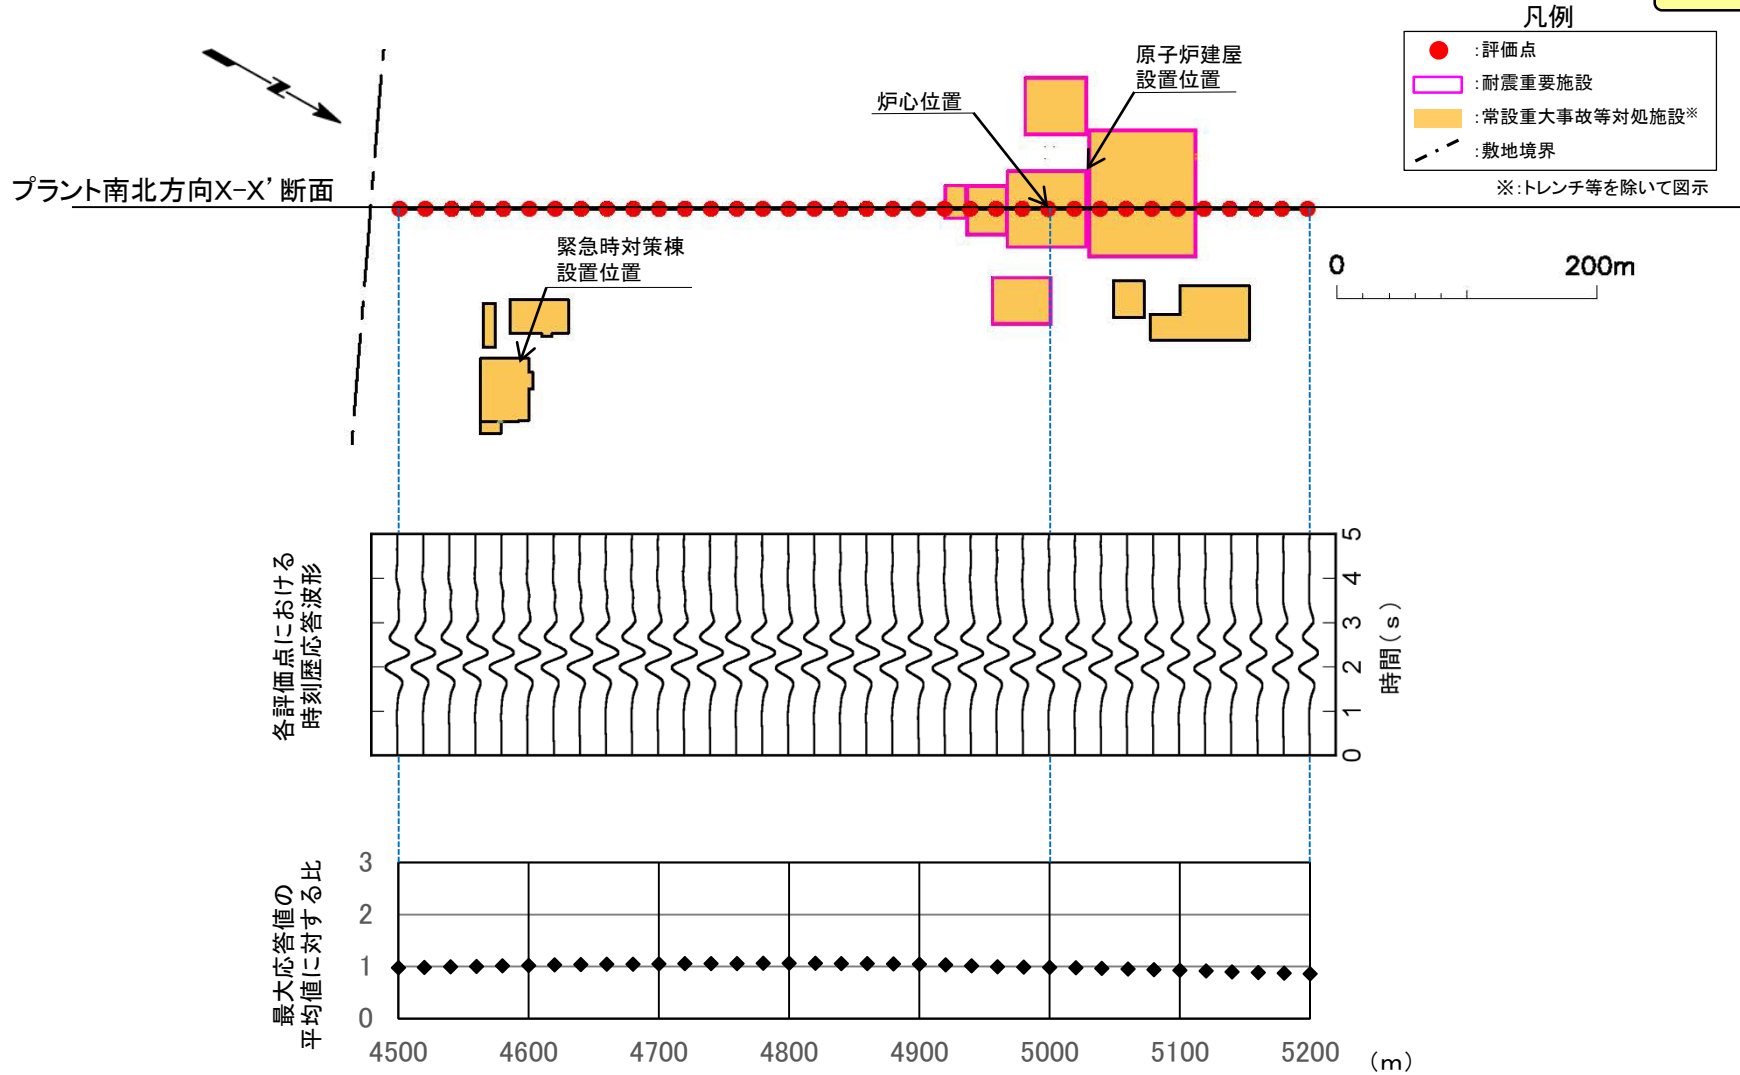 凡例
:評価点
:耐震重要施設
:常設重大事故等対処施設※
:敷地境界
※:トレンチ等を除いて図示
原子炉建屋
設置位置
炉心位置
プラント南北方向X-X’断面
緊急時対策棟
設置位置
0 200m
各評価点における
時刻歴応答波形
0 1 2 3 4 5
時間(s)
最大応答値の
平均値に対する比
3
2
1
0
4500 4600 4700 4800 4900 5000 5100 5200 (m)